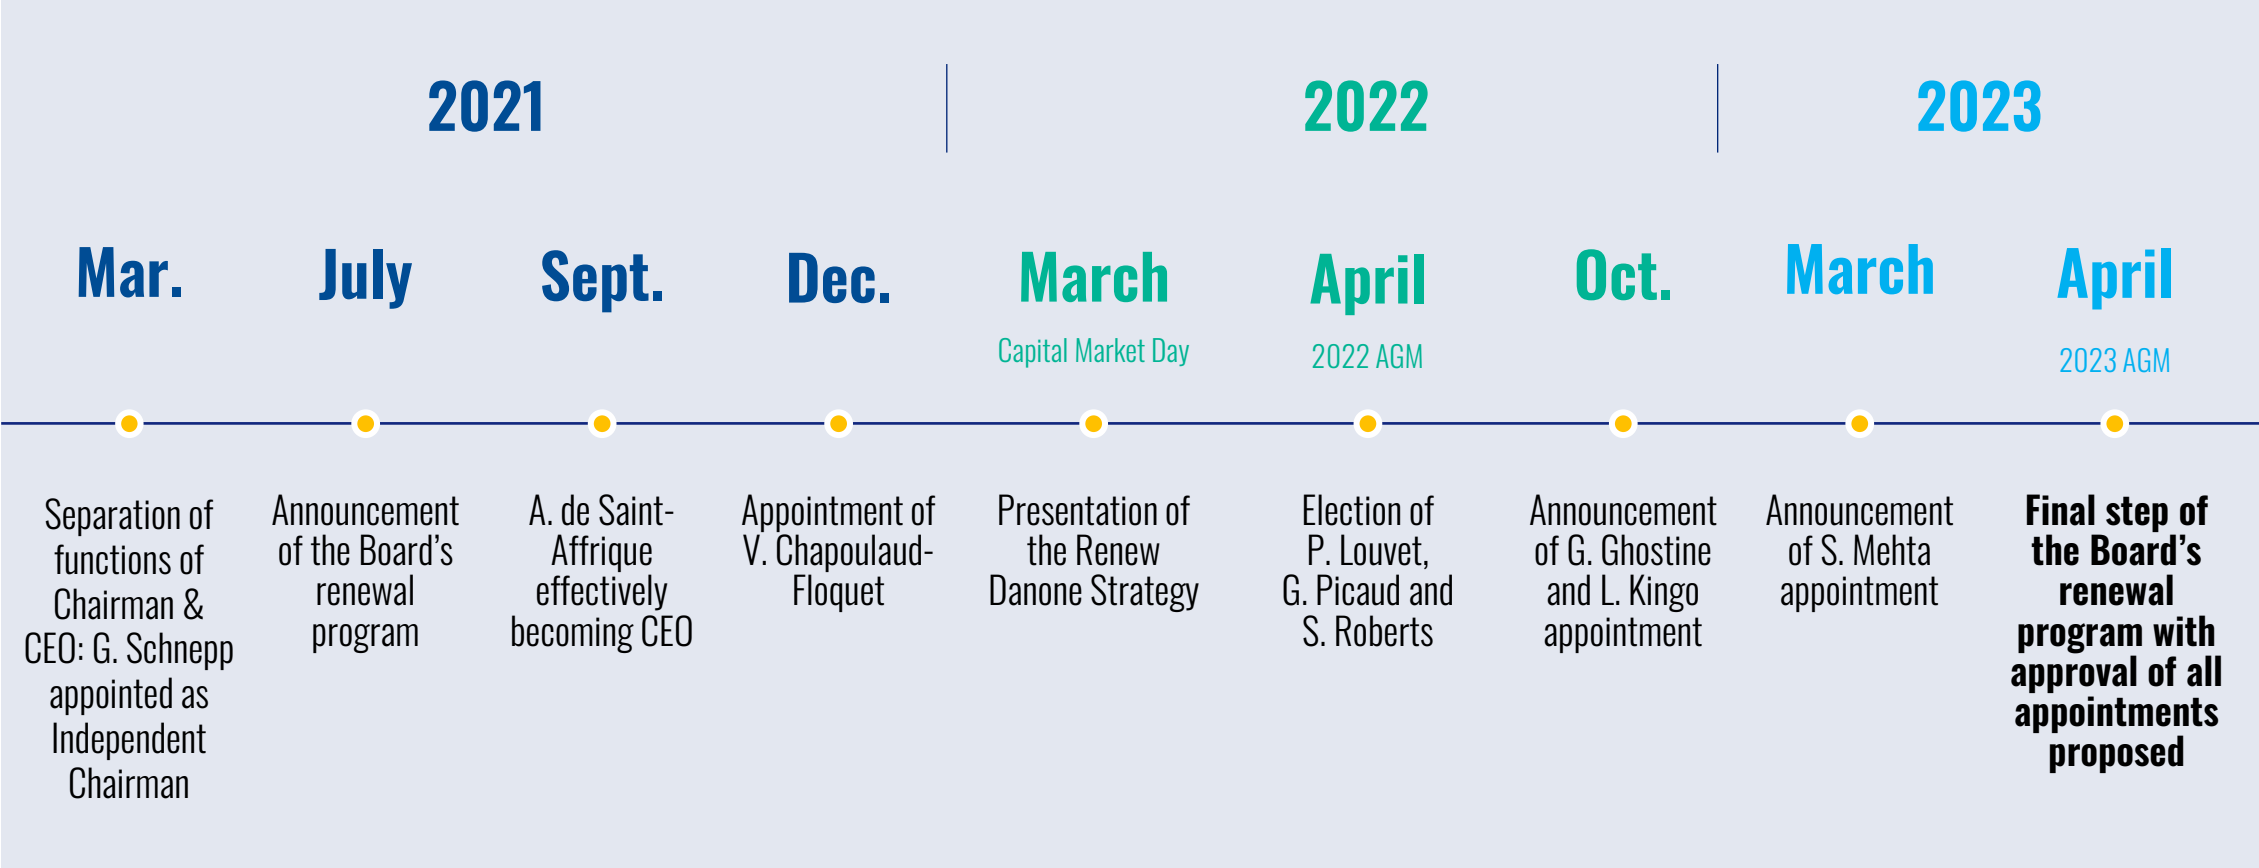 2021
2022
2023
Mar.
July
Sept.
Dec.
March
April
Oct.
March
April
Capital Market Day
2022 AGM
2023 AGM
Separation of
functions of
Chairman &
CEO: G. Schnepp
appointed as
Independent
Chairman
Announcement
of the Board’s
renewal
program
A. de Saint-
Affrique
effectively
becoming CEO
Appointment of
V. Chapoulaud-
Floquet
Presentation of
the Renew
Danone Strategy
Election of
P. Louvet,
G. Picaud and
S. Roberts
Announcement
of G. Ghostine
and L. Kingo
appointment
Announcement
of S. Mehta
appointment
Final step of
the Board’s
renewal
program with
approval of all
appointments
proposed